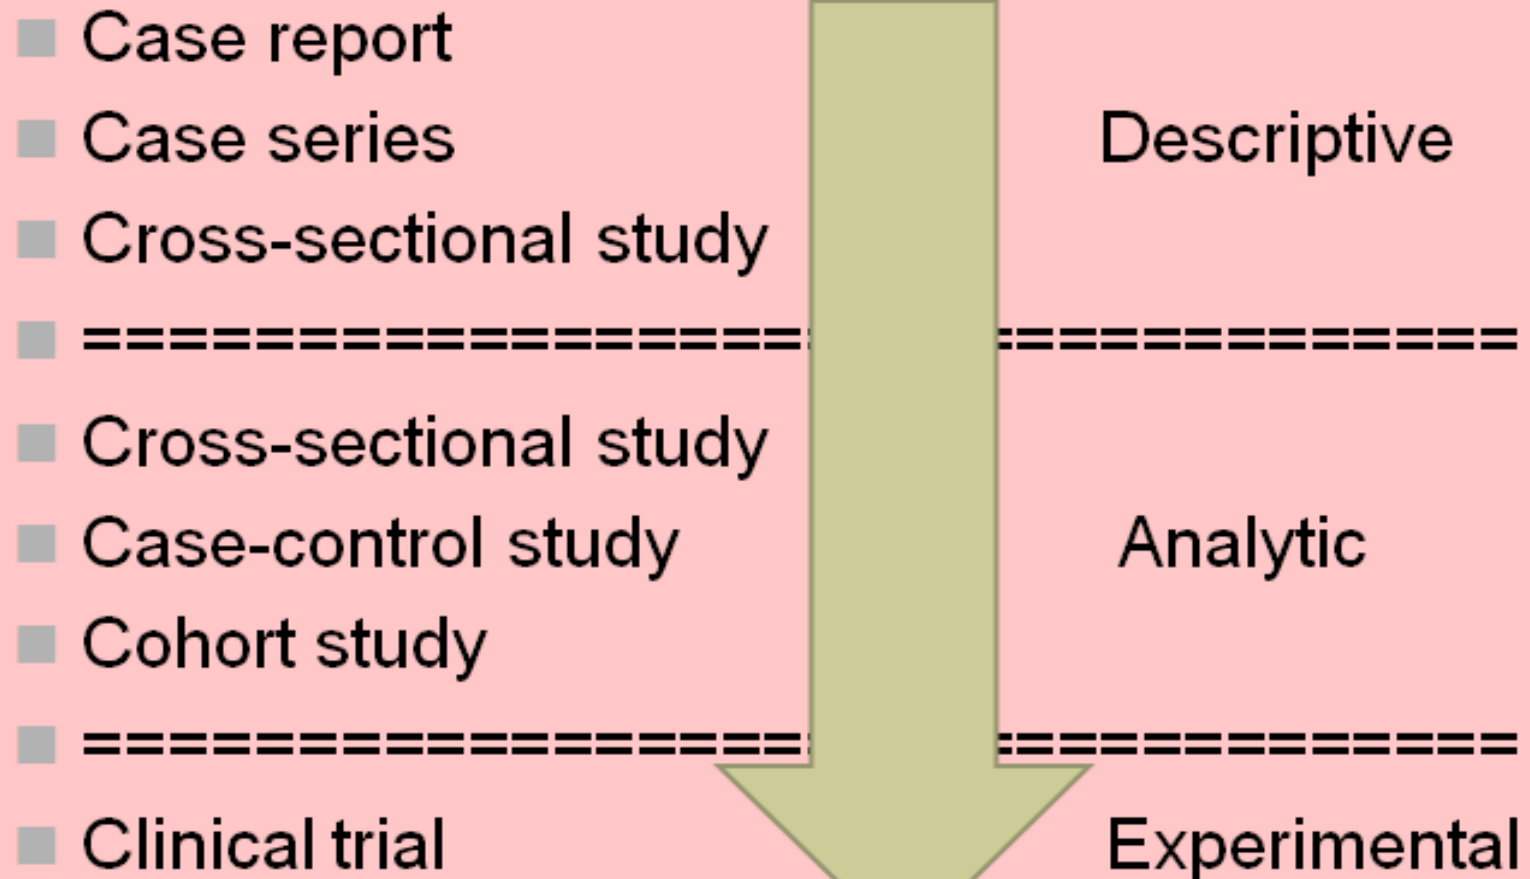 Case report
Case series Descriptive
Cross-sectional study
================= =============
Cross-sectional study
Case-control study Analytic
Cohort study
================= =============
Clinical trial Experimental